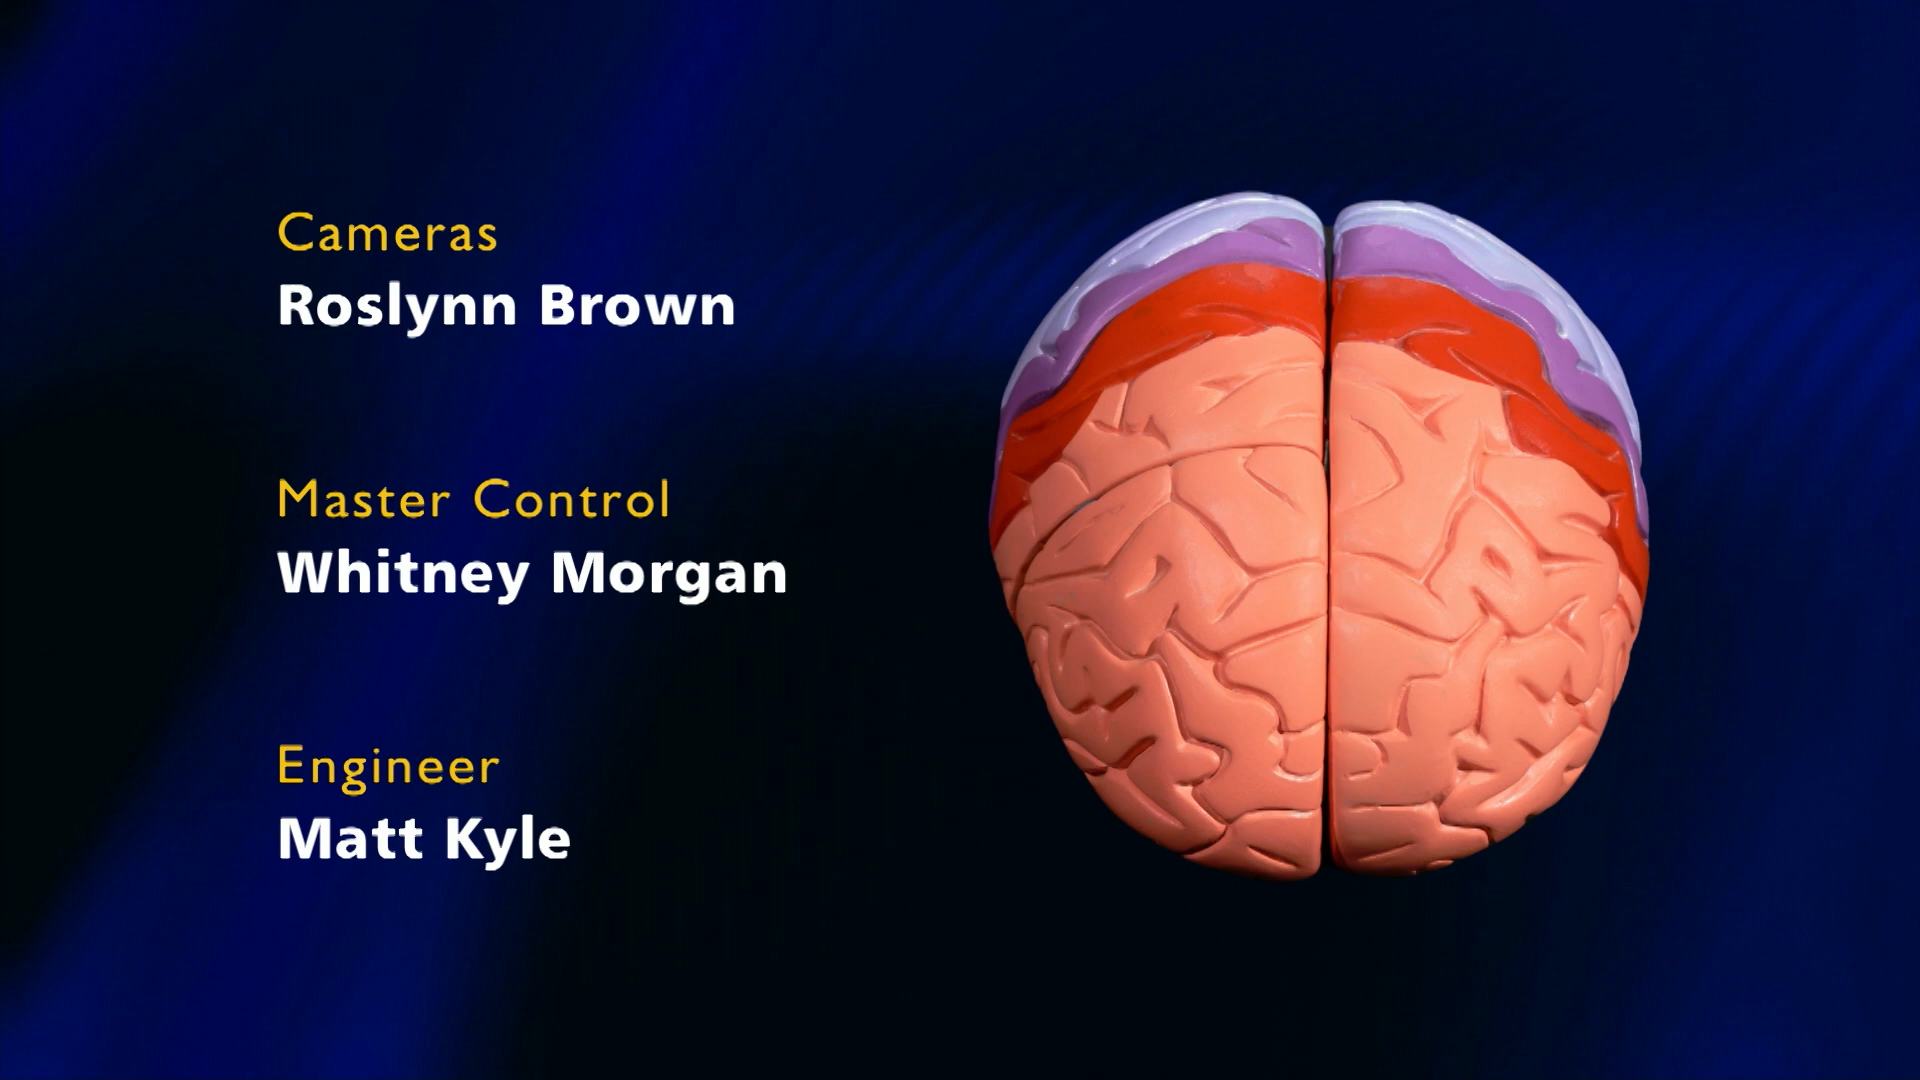 Cameras
Roslynn Brown
Master Control
Whitney Morgan
Engineer
Matt Kyle